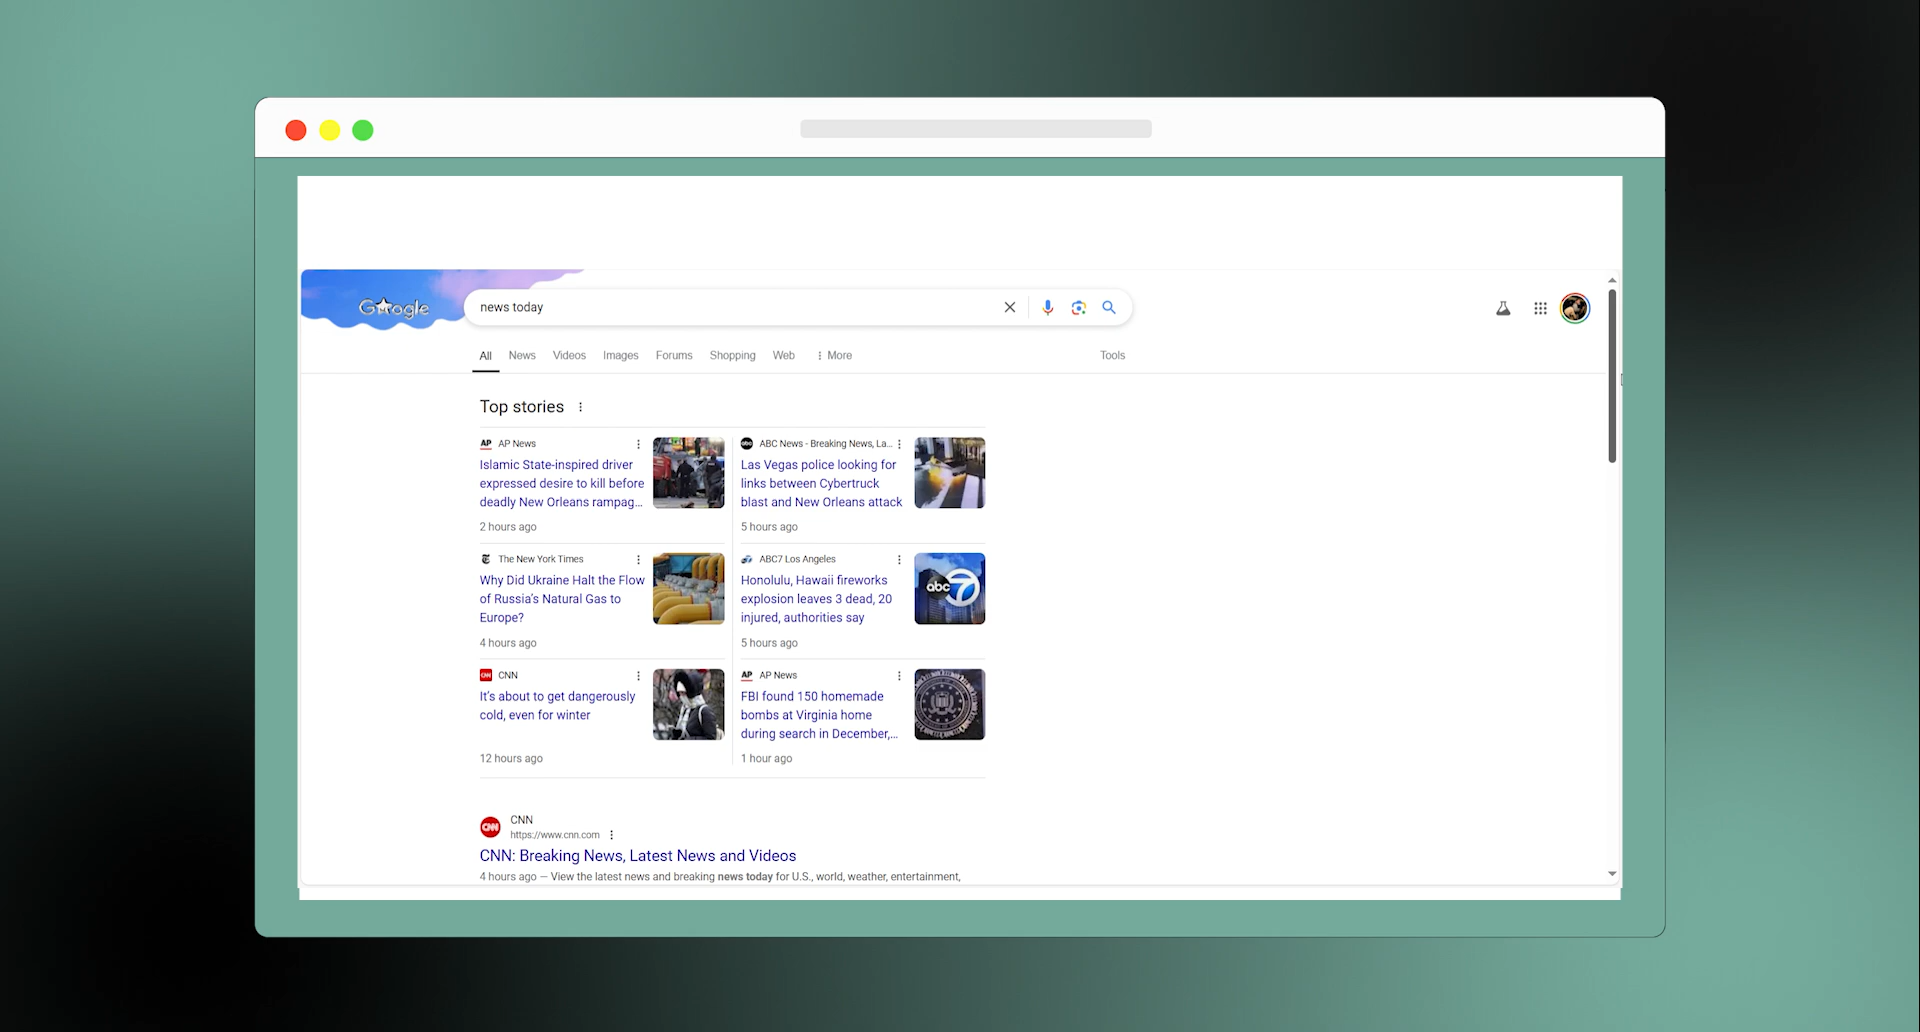 Google
news today
All News Videos Images Forums Shopping Web More Tools
Top stories
AP AP News
Islamic State-inspired driver
expressed desire to kill before
deadly New Orleans rampag...
2 hours ago
abc ABC News - Breaking News, La...
Las Vegas police looking for
links between Cybertruck
blast and New Orleans attack
5 hours ago
The New York Times
Why Did Ukraine Halt the Flow
of Russia's Natural Gas to
Europe?
4 hours ago
ABC7 Los Angeles
Honolulu, Hawaii fireworks
explosion leaves 3 dead, 20
injured, authorities say
5 hours ago
abc 7
CNN CNN
It's about to get dangerously
cold, even for winter
12 hours ago
AP AP News
FBI found 150 homemade
bombs at Virginia home
during search in December,...
1 hour ago
CNN CNN
https://www.cnn.com
CNN: Breaking News, Latest News and Videos
4 hours ago — View the latest news and breaking news today for U.S., world, weather, entertainment,